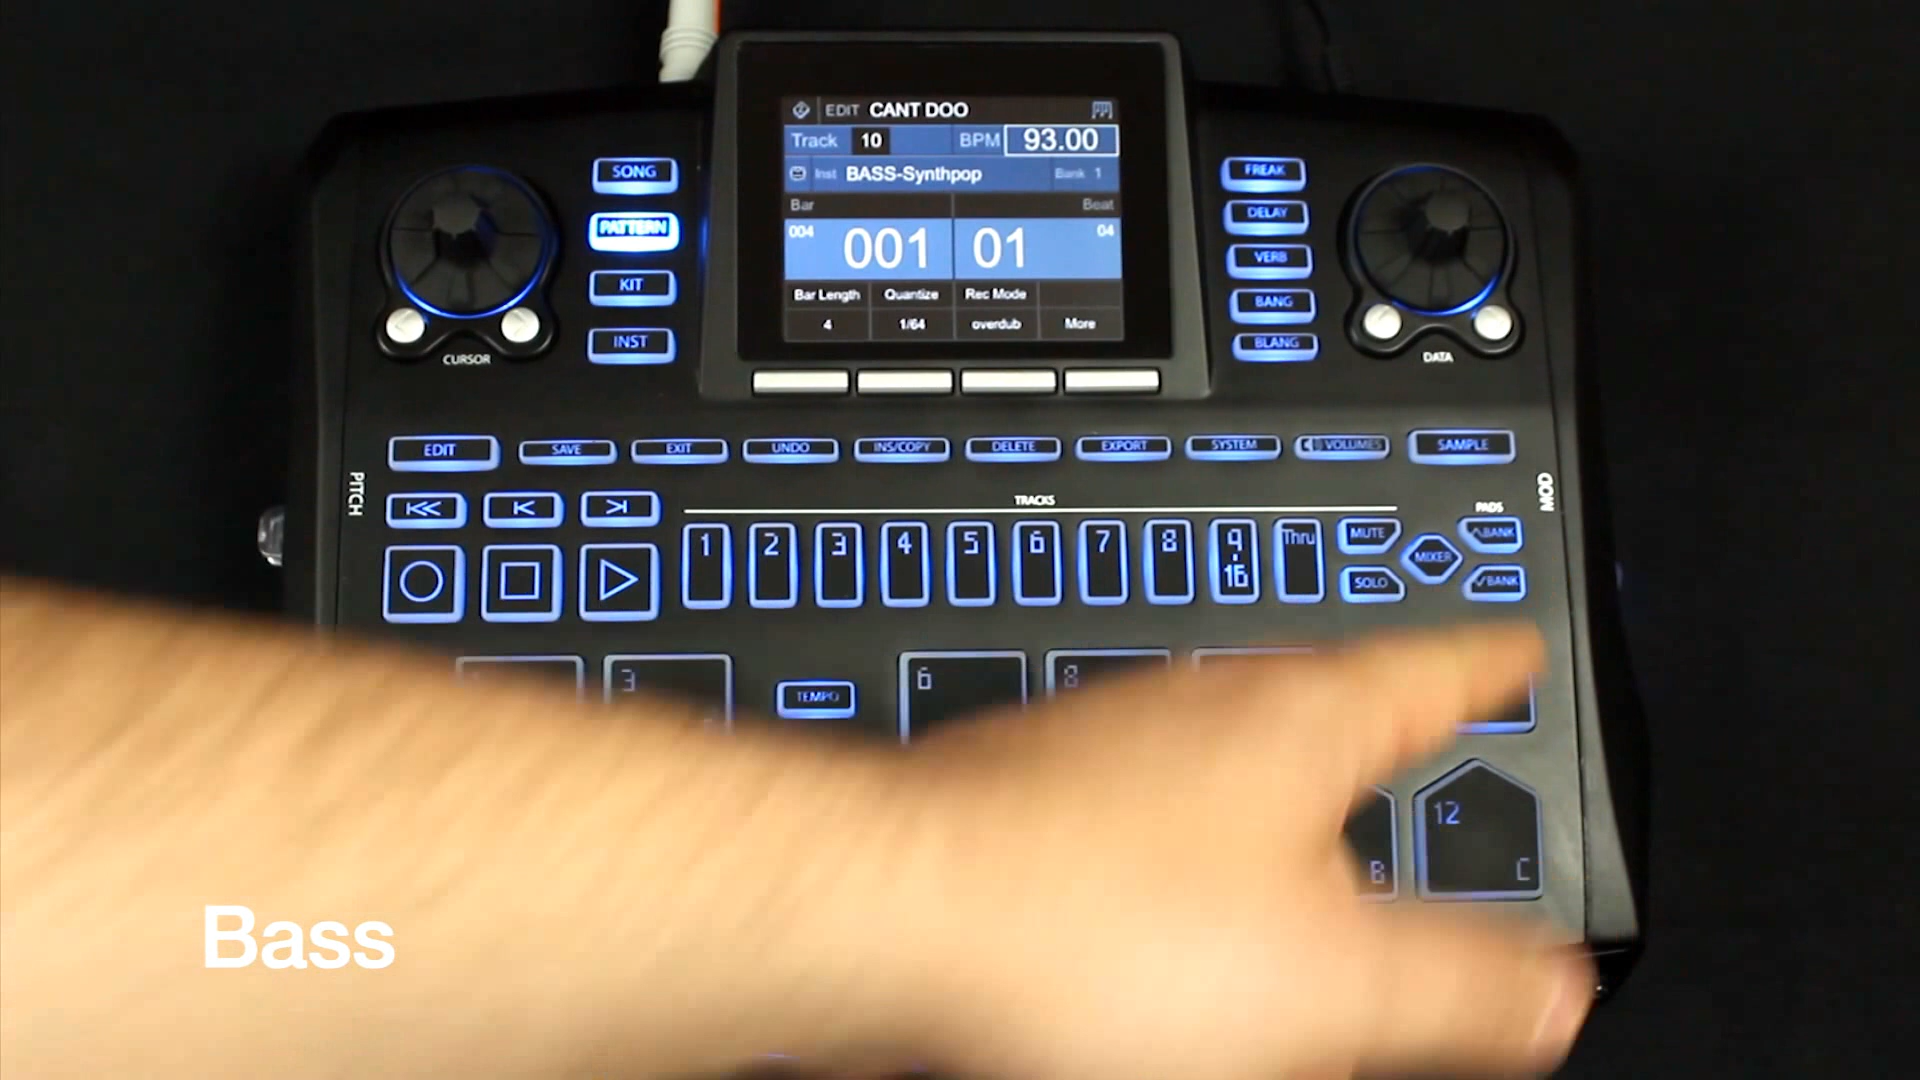 EDIT CANT DOO
Track 10 BPM 93.00
Inst BASS-Synthpop Bank 1
Bar Beat
004 001 01 04
Bar Length Quantize Rec Mode
4 1/64 overdub More
SONG
PATTERN
KIT
INST
CURSOR
FREAK
DELAY
VERB
BANG
BLANG
DATA
EDIT SAVE EXIT UNDO INS/COPY DELETE EXPORT SYSTEM VOLUMES SAMPLE
PITCH
MOD
TRACKS
PADS
1 2 3 4 5 6 7 8 9-16 Thru
MUTE
SOLO
MIXER
BANK
BANK
3 TEMPO 6 8
12
B C
Bass